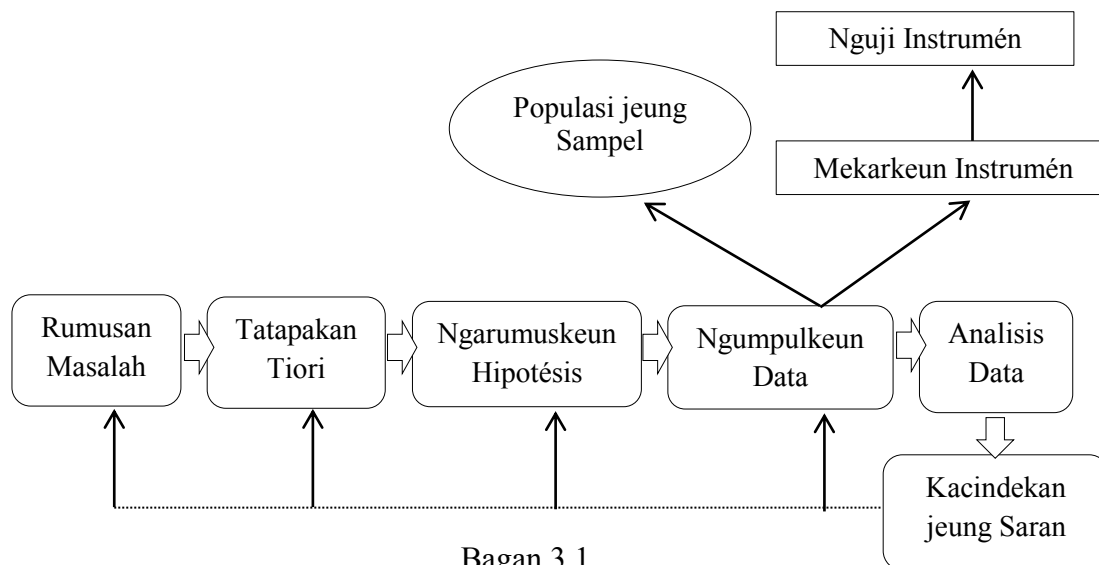 Nguji Instrumén
Populasi jeung
Sampel
Mekarkeun Instrumén
Rumusan
Masalah
Tatapakan
Tiori
Ngarumuskeun
Hipotésis
Ngumpulkeun
Data
Analisis
Data
Kacindekan
jeung Saran
Bagan 3.1